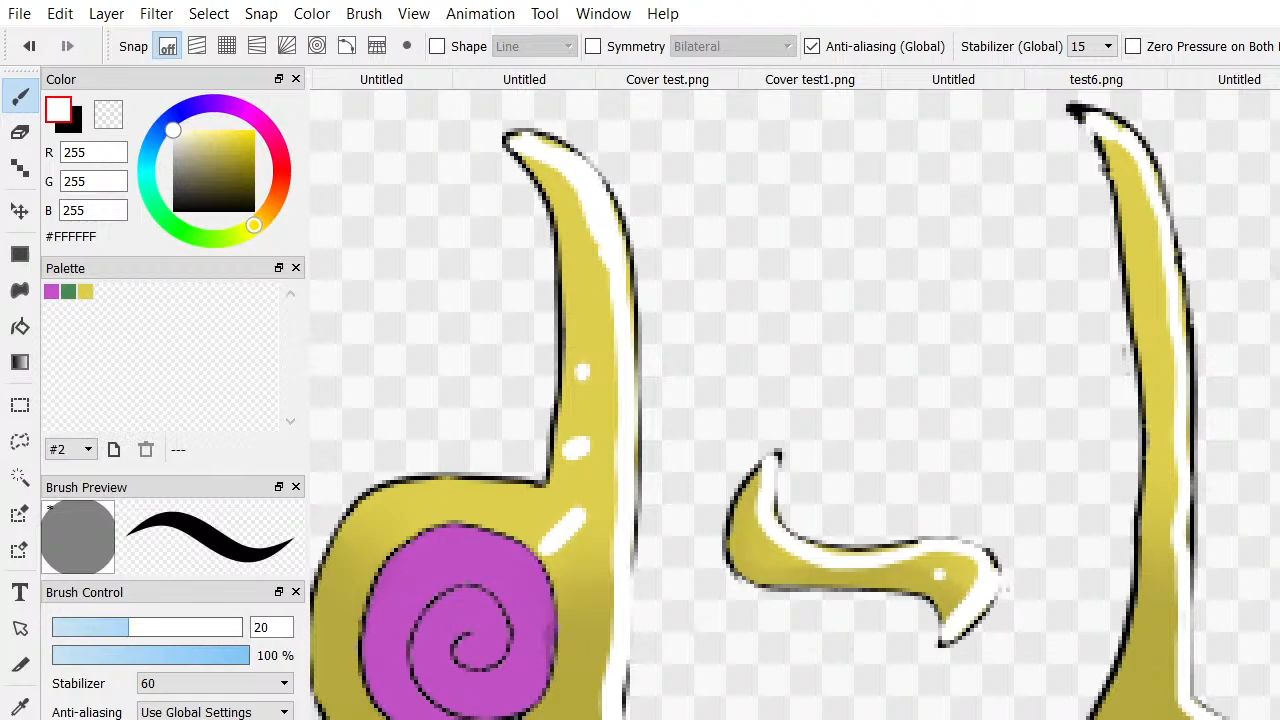 File Edit Layer Filter Select Snap Color Brush View Animation Tool Window Help
Snap off Shape Line Symmetry Bilateral Anti-aliasing (Global) Stabilizer (Global) 15 Zero Pressure on Both
Color
Untitled Untitled Cover test.png Cover test1.png Untitled test6.png Untitled
R 255
G 255
B 255
#FFFFFF
Palette
#2 ---
Brush Preview
*
Brush Control
20
100 %
Stabilizer 60
Anti-aliasing Use Global Settings